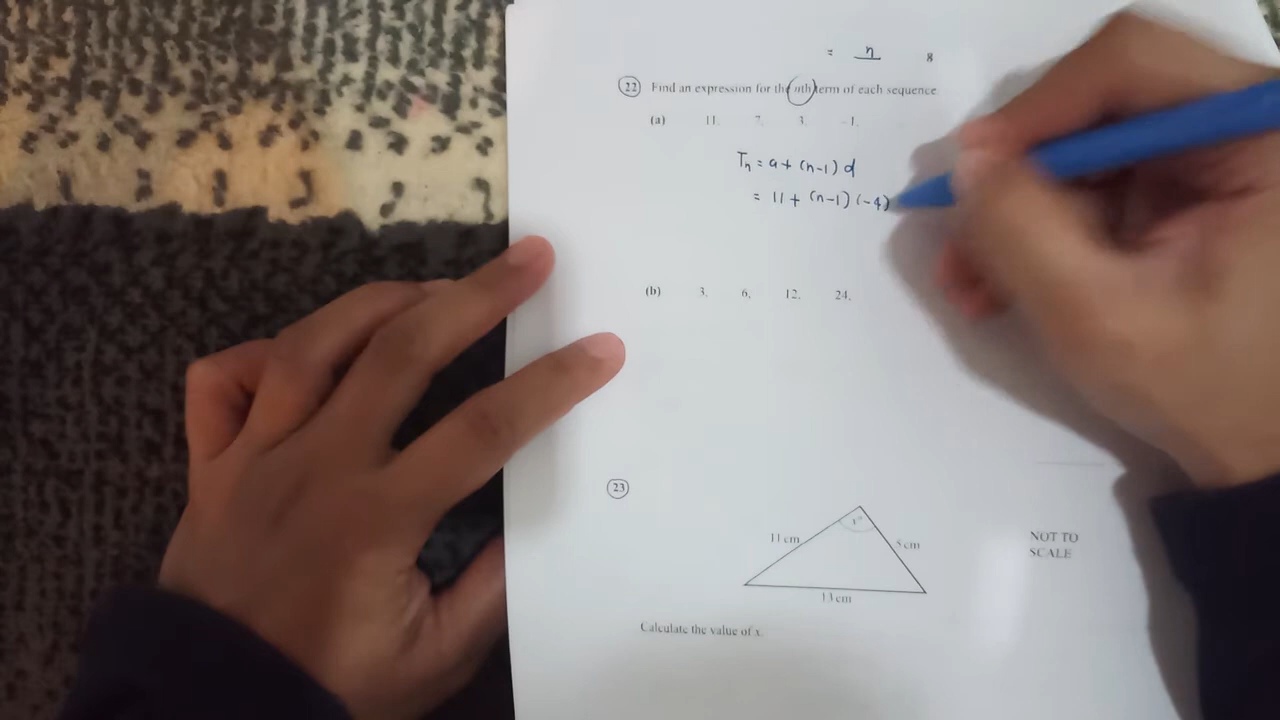 = n 8
22 Find an expression for the nth term of each sequence.
(a) 11, 7, 3, -1,
Tn = a + (n-1) d
= 11 + (n-1) (-4)
(b) 3, 6, 12, 24,
23
11 cm x° 5 cm
13 cm
NOT TO
SCALE
Calculate the value of x.